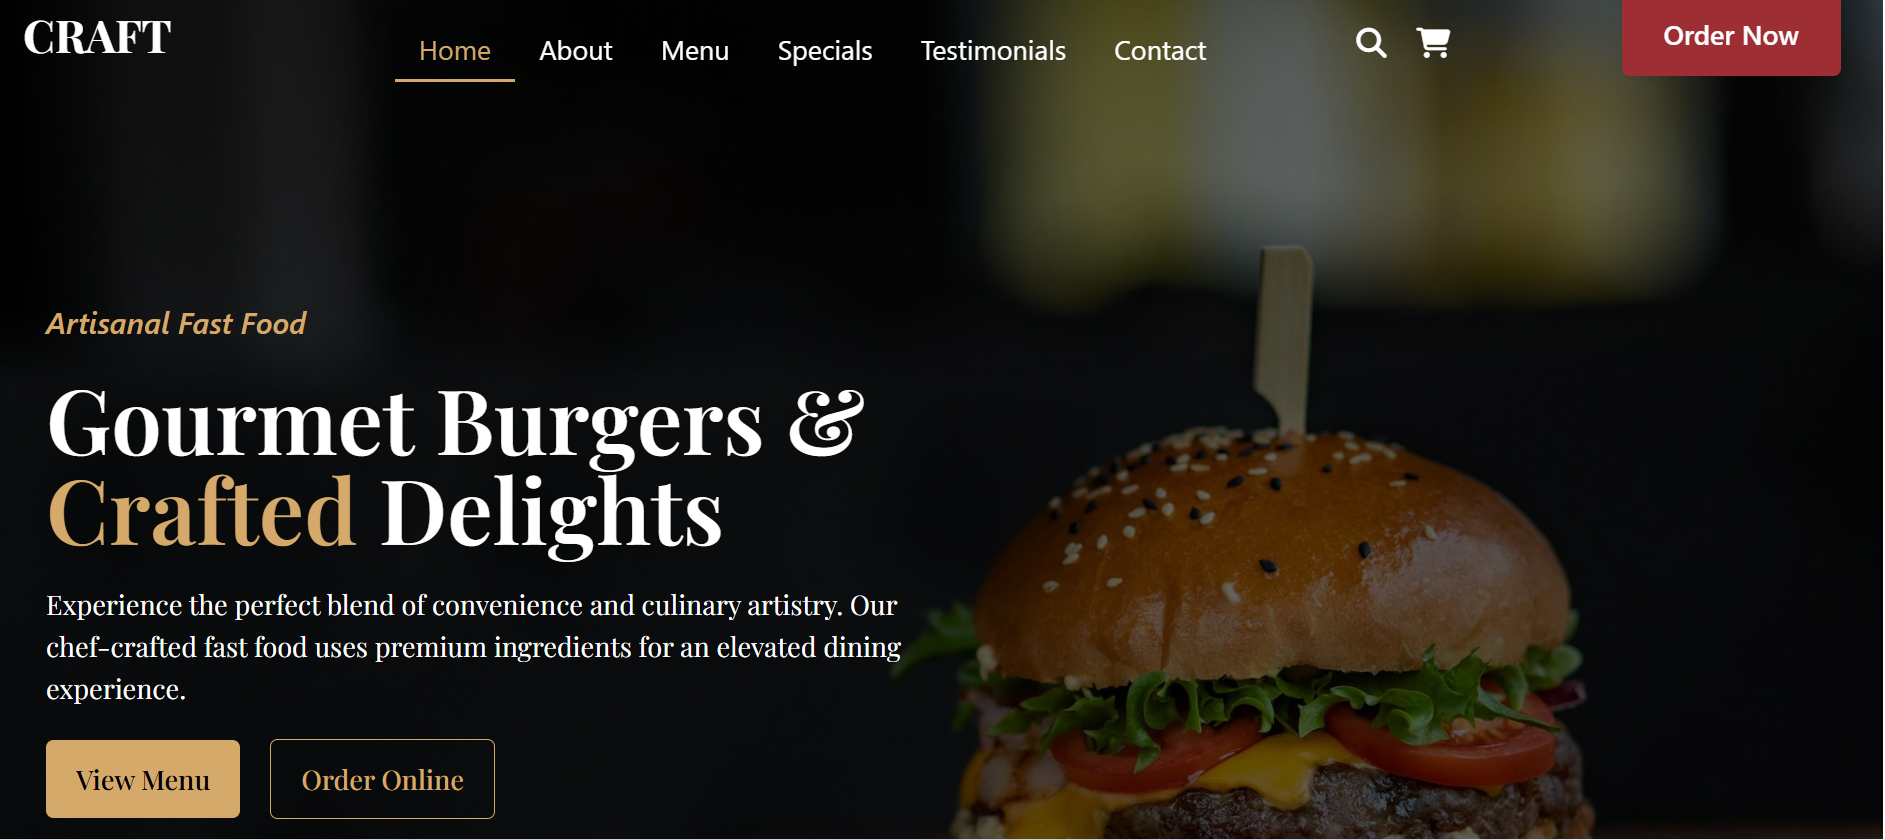 CRAFT
Home About Menu Specials Testimonials Contact
Order Now
Artisanal Fast Food
Gourmet Burgers &
Crafted Delights
Experience the perfect blend of convenience and culinary artistry. Our
chef-crafted fast food uses premium ingredients for an elevated dining
experience.
View Menu
Order Online